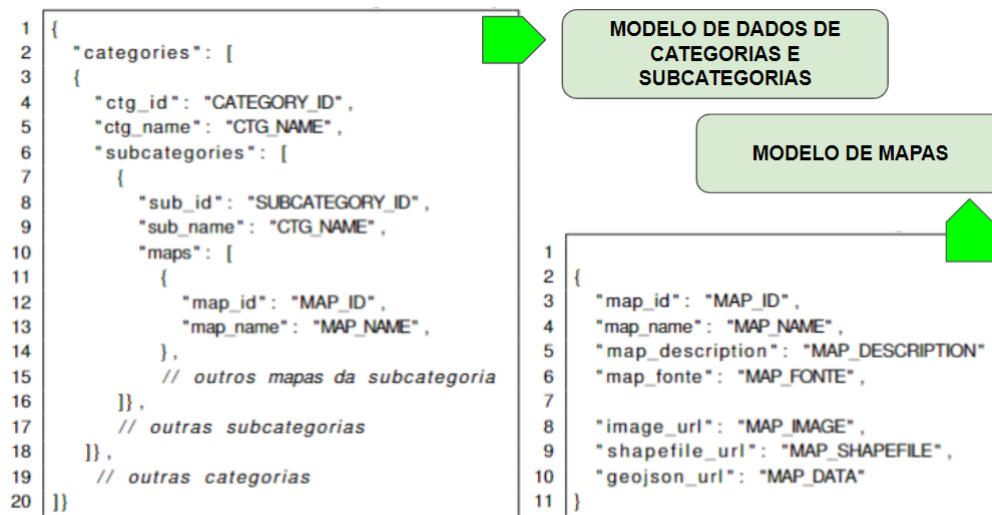 1 {
2 "categories": [
3 {
4 "ctg_id": "CATEGORY_ID",
5 "ctg_name": "CTG_NAME",
6 "subcategories": [
7 {
8 "sub_id": "SUBCATEGORY_ID",
9 "sub_name": "CTG_NAME",
10 "maps": [
11 {
12 "map_id": "MAP_ID",
13 "map_name": "MAP_NAME",
14 },
15 // outros mapas da subcategoria
16 ]},
17 // outras subcategorias
18 ]},
19 // outras categorias
20 ]}
MODELO DE DADOS DE
CATEGORIAS E
SUBCATEGORIAS
MODELO DE MAPAS
1
2 {
3 "map_id": "MAP_ID",
4 "map_name": "MAP_NAME",
5 "map_description": "MAP_DESCRIPTION"
6 "map_fonte": "MAP_FONTE",
7
8 "image_url": "MAP_IMAGE",
9 "shapefile_url": "MAP_SHAPEFILE",
10 "geojson_url": "MAP_DATA"
11 }